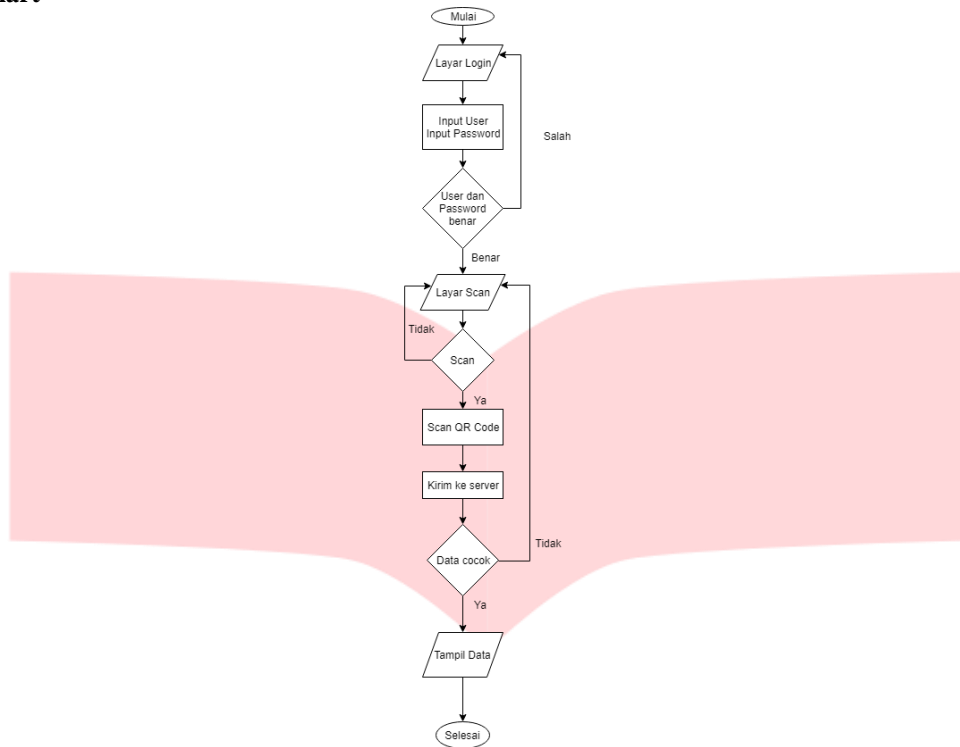 Mulai
Layar Login
Input User
Input Password
Salah
User dan
Password
benar
Benar
Layar Scan
Tidak
Scan
Ya
Scan QR Code
Kirim ke server
Tidak
Data cocok
Ya
Tampil Data
Selesai